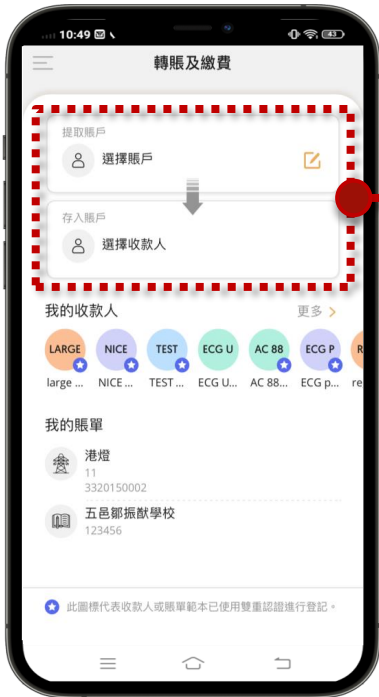 10:49
43
轉賬及繳費
提取賬戶
選擇賬戶
存入賬戶
選擇收款人
我的收款人
更多 >
LARGE NICE TEST ECG U AC 88 ECG P R
large ... NICE ... TEST ... ECG U... AC 88... ECG p... re
我的賬單
港燈
11
3320150002
五邑鄒振猷學校
123456
此圖標代表收款人或賬單範本已使用雙重認證進行登記。